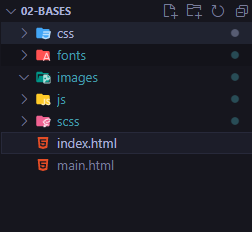 02-BASES
css
fonts
images
js
scss
index.html
main.html